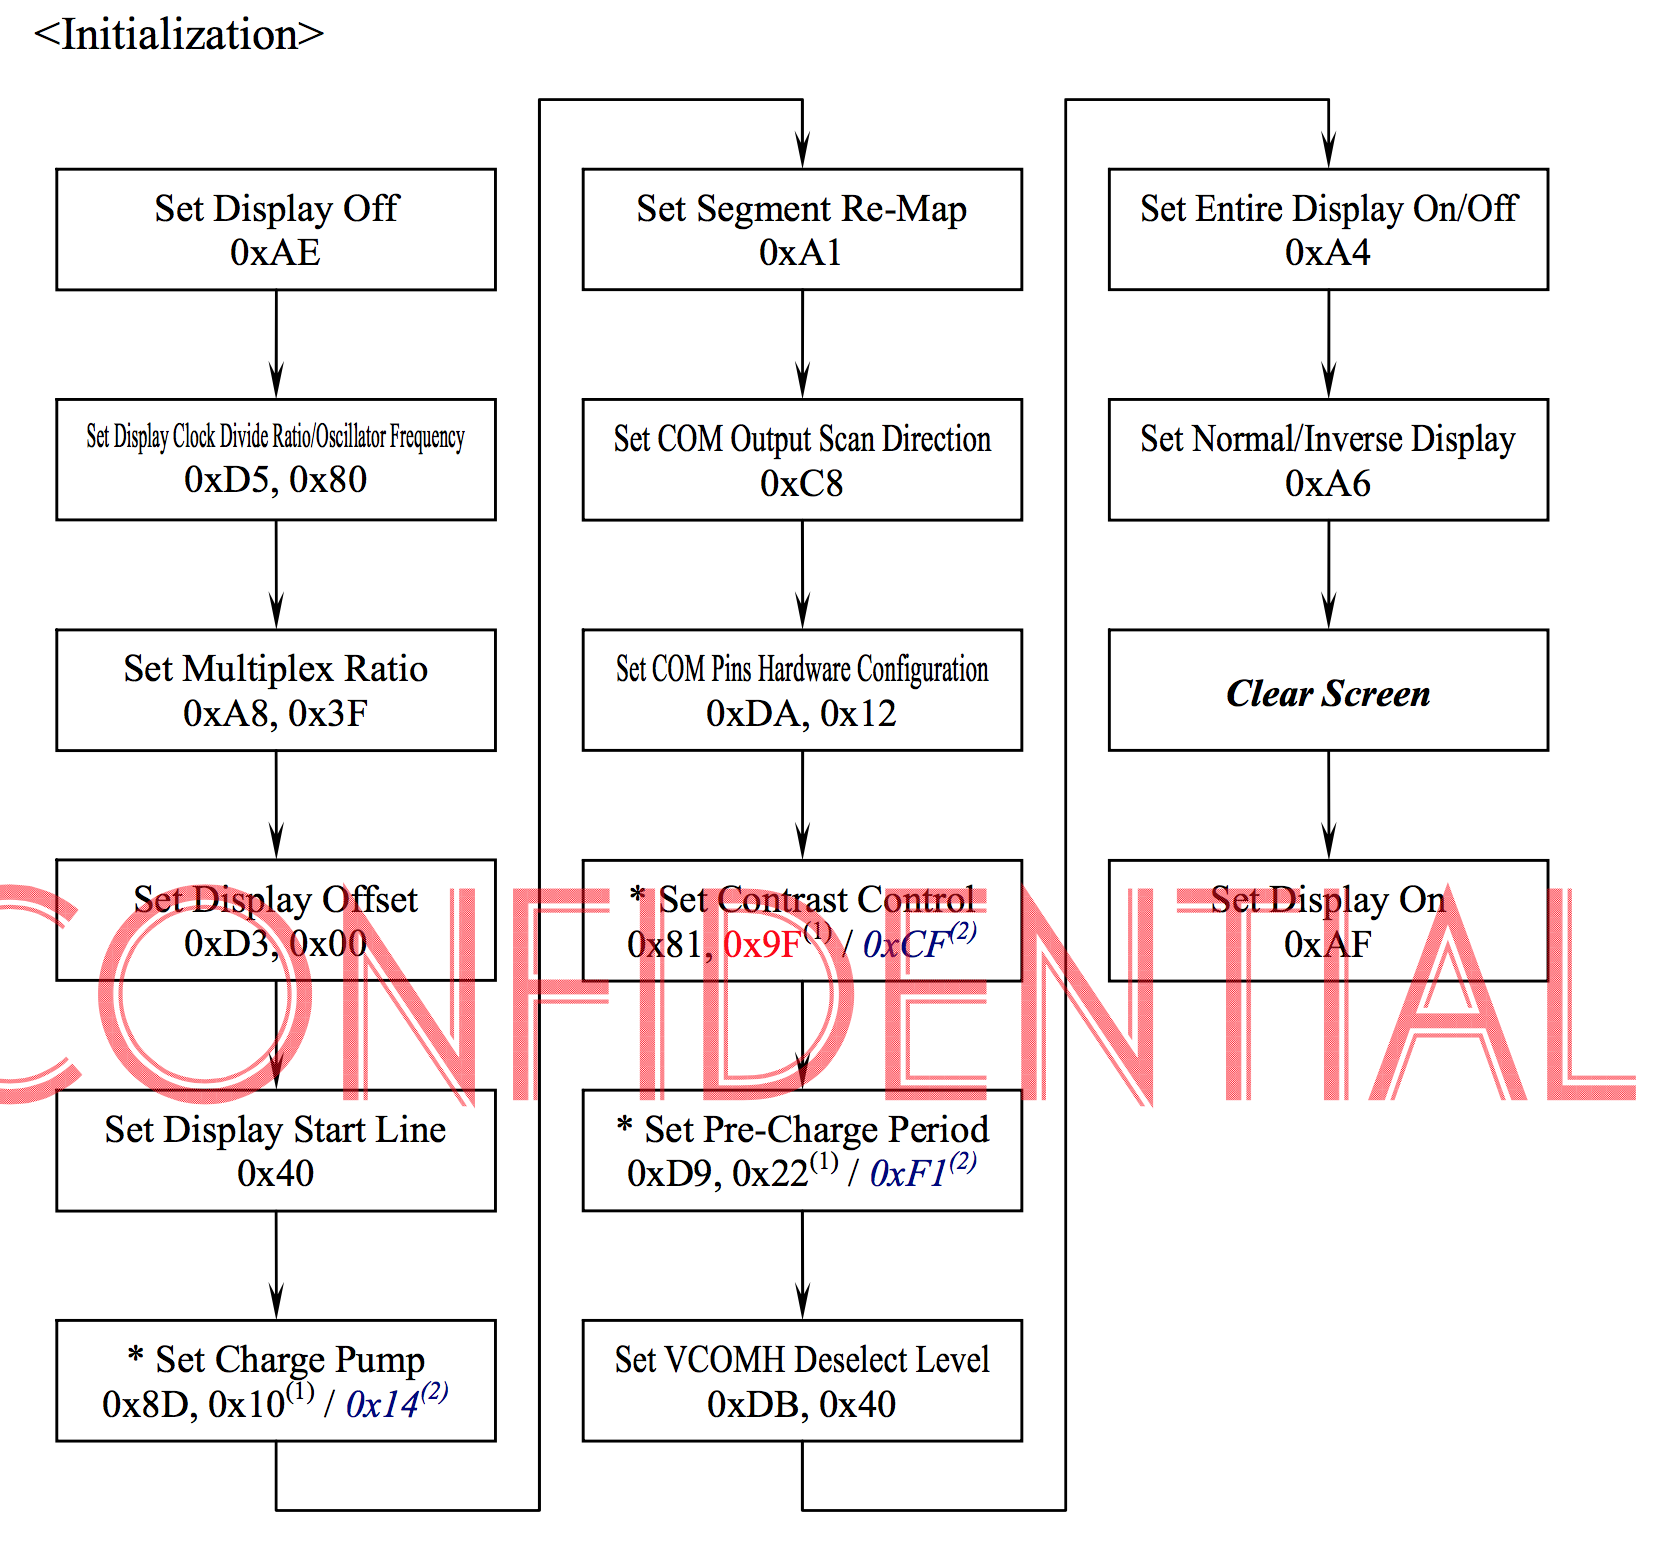 <Initialization>
Set Display Off
0xAE
Set Display Clock Divide Ratio/Oscillator Frequency
0xD5, 0x80
Set Multiplex Ratio
0xA8, 0x3F
Set Display Offset
0xD3, 0x00
Set Display Start Line
0x40
* Set Charge Pump
0x8D, 0x10(1) / 0x14(2)
Set Segment Re-Map
0xA1
Set COM Output Scan Direction
0xC8
Set COM Pins Hardware Configuration
0xDA, 0x12
* Set Contrast Control
0x81, 0x9F(1) / 0xCF(2)
* Set Pre-Charge Period
0xD9, 0x22(1) / 0xF1(2)
Set VCOMH Deselect Level
0xDB, 0x40
Set Entire Display On/Off
0xA4
Set Normal/Inverse Display
0xA6
Clear Screen
Set Display On
0xAF
CONFIDENTIAL